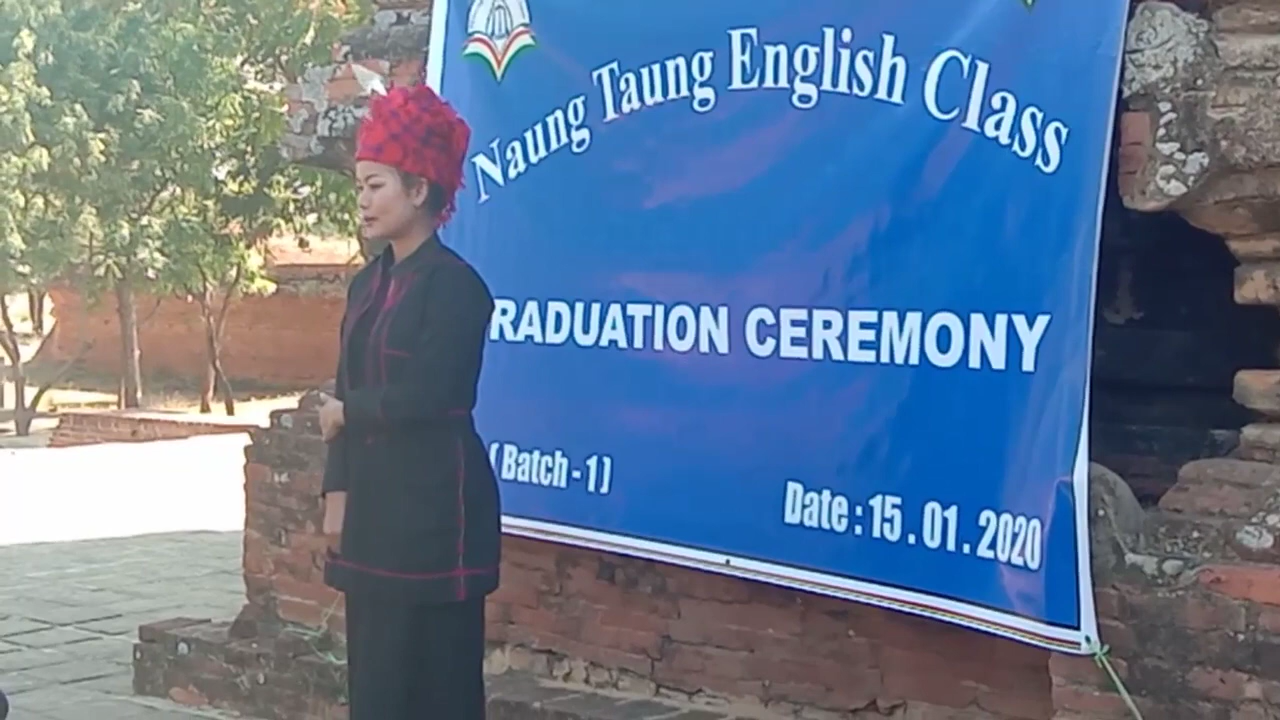 Naung Taung English Class
RADUATION CEREMONY
( Batch - 1 )
Date : 15 . 01 . 2020